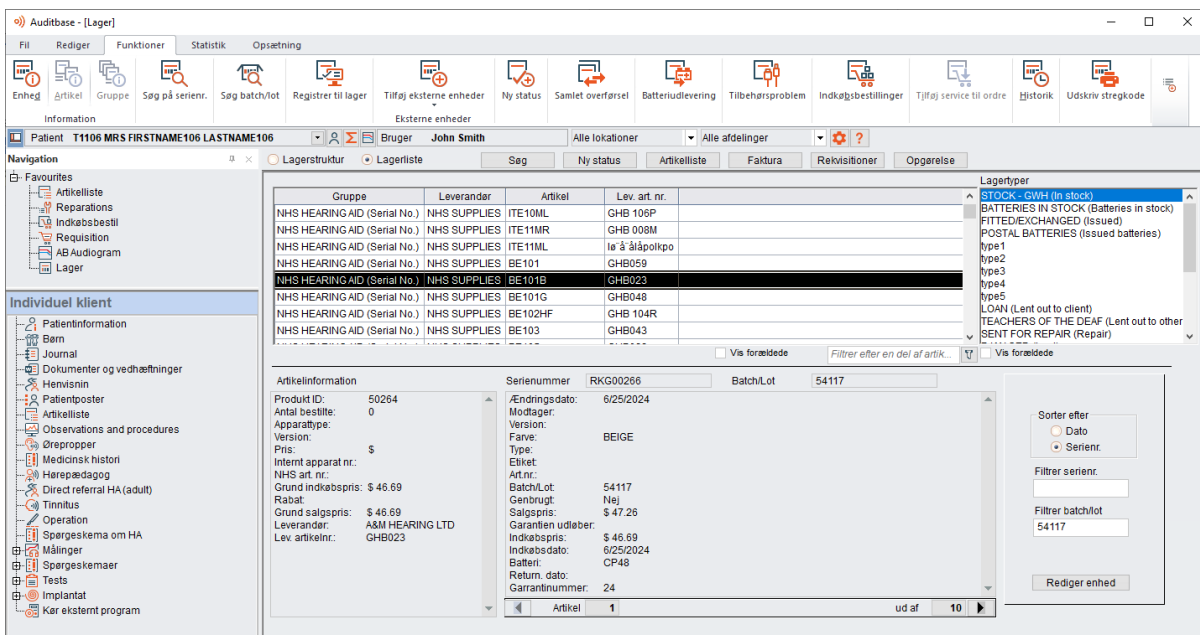 Auditbase - [Lager]
Fil Rediger Funktioner Statistik Opsætning
Enhed Artikel Gruppe Søg på serienr. Søg batch/lot Registrer til lager Tilføj eksterne enheder Ny status Samlet overførsel Batteriudlevering Tilbehørsproblem Indkøbsbestillinger Tjlføj service til ordre Historik Udskriv stregkode
Information Eksterne enheder
Patient T1106 MRS FIRSTNAME106 LASTNAME106 Bruger John Smith Alle lokationer Alle afdelinger
Navigation
Favourites
Artikelliste
Reparations
Indkøbsbestil
Requisition
AB Audiogram
Lager
Individuel klient
Patientinformation
Børn
Journal
Dokumenter og vedhæftninger
Henvisnin
Patientposter
Artikelliste
Observations and procedures
Ørepropper
Medicinsk histori
Hørepædagog
Direct referral HA (adult)
Tinnitus
Operation
Spørgeskema om HA
Målinger
Spørgeskemaer
Tests
Implantat
Kør eksternt program
Lagerstruktur Lagerliste Søg Ny status Artikelliste Faktura Rekvisitioner Opgørelse
Gruppe Leverandør Artikel Lev. art. nr.
NHS HEARING AID (Serial No.) NHS SUPPLIES ITE10ML GHB 106P
NHS HEARING AID (Serial No.) NHS SUPPLIES ITE11MR GHB 008M
NHS HEARING AID (Serial No.) NHS SUPPLIES ITE11ML lø¨å¨ålåpolkpo
NHS HEARING AID (Serial No.) NHS SUPPLIES BE101 GHB059
NHS HEARING AID (Serial No.) NHS SUPPLIES BE101B GHB023
NHS HEARING AID (Serial No.) NHS SUPPLIES BE101G GHB048
NHS HEARING AID (Serial No.) NHS SUPPLIES BE102HF GHB 104R
NHS HEARING AID (Serial No.) NHS SUPPLIES BE103 GHB043
Lagertyper
STOCK - GWH (In stock)
BATTERIES IN STOCK (Batteries in stock)
FITTED/EXCHANGED (Issued)
POSTAL BATTERIES (Issued batteries)
type1
type2
type3
type4
type5
LOAN (Lent out to client)
TEACHERS OF THE DEAF (Lent out to other
SENT FOR REPAIR (Repair)
Vis forældede Filtrer efter en del af artik... Vis forældede
Artikelinformation
Produkt ID: 50264
Antal bestilte: 0
Apparattype:
Version:
Pris: $
Internt apparat nr.:
NHS art. nr.:
Grund indkøbspris: $ 46.69
Rabat:
Grund salgspris: $ 46.69
Leverandør: A&M HEARING LTD
Lev. artikelnr.: GHB023
Serienummer RKG00266 Batch/Lot 54117
Ændringsdato: 6/25/2024
Modtager:
Version:
Farve: BEIGE
Type:
Etiket:
Art.nr.:
Batch/Lot: 54117
Genbrugt: Nej
Salgspris: $ 47.26
Garantien udløber:
Indkøbspris: $ 46.69
Indkøbsdato: 6/25/2024
Batteri: CP48
Return. dato:
Garrantinummer: 24
Artikel 1 ud af 10
Sorter efter
Dato
Serienr.
Filtrer serienr.
Filtrer batch/lot
54117
Rediger enhed